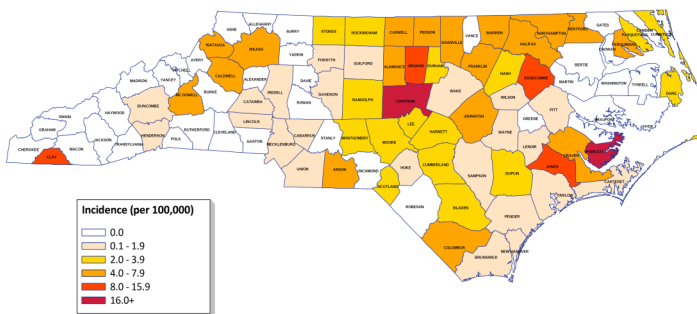 ALLEGHANY
ASHE
SURRY
STOKES
ROCKINGHAM
CASWELL
PERSON
VANCE
WARREN
NORTHAMPTON
GATES
CAMDEN
CURRITUCK
PASQUOTANK
HERTFORD
GRANVILLE
HALIFAX
WATAUGA
WILKES
YADKIN
FORSYTH
GUILFORD
ALAMANCE
ORANGE
DURHAM
FRANKLIN
NASH
EDGECOMBE
BERTIE
CHOWAN
PERQUIMANS
AVERY
MITCHELL
CALDWELL
ALEXANDER
DAVIE
MADISON
YANCEY
MCDOWELL
BURKE
IREDELL
DAVIDSON
RANDOLPH
CHATHAM
WAKE
WILSON
MARTIN
WASHINGTON
TYRRELL
DARE
BUNCOMBE
CATAWBA
ROWAN
HAYWOOD
SWAIN
GRAHAM
LINCOLN
LEE
JOHNSTON
GREENE
PITT
BEAUFORT
HYDE
CHEROKEE
CLAY
MACON
JACKSON
TRANSYLVANIA
HENDERSON
POLK
RUTHERFORD
CLEVELAND
GASTON
MECKLENBURG
CABARRUS
STANLY
MONTGOMERY
MOORE
HARNETT
WAYNE
LENOIR
CRAVEN
PAMLICO
UNION
ANSON
RICHMOND
SCOTLAND
HOKE
CUMBERLAND
SAMPSON
DUPLIN
JONES
CARTERET
ONSLOW
ROBESON
BLADEN
PENDER
COLUMBUS
BRUNSWICK
NEW HANOVER
Incidence (per 100,000)
0.0
0.1 - 1.9
2.0 - 3.9
4.0 - 7.9
8.0 - 15.9
16.0+